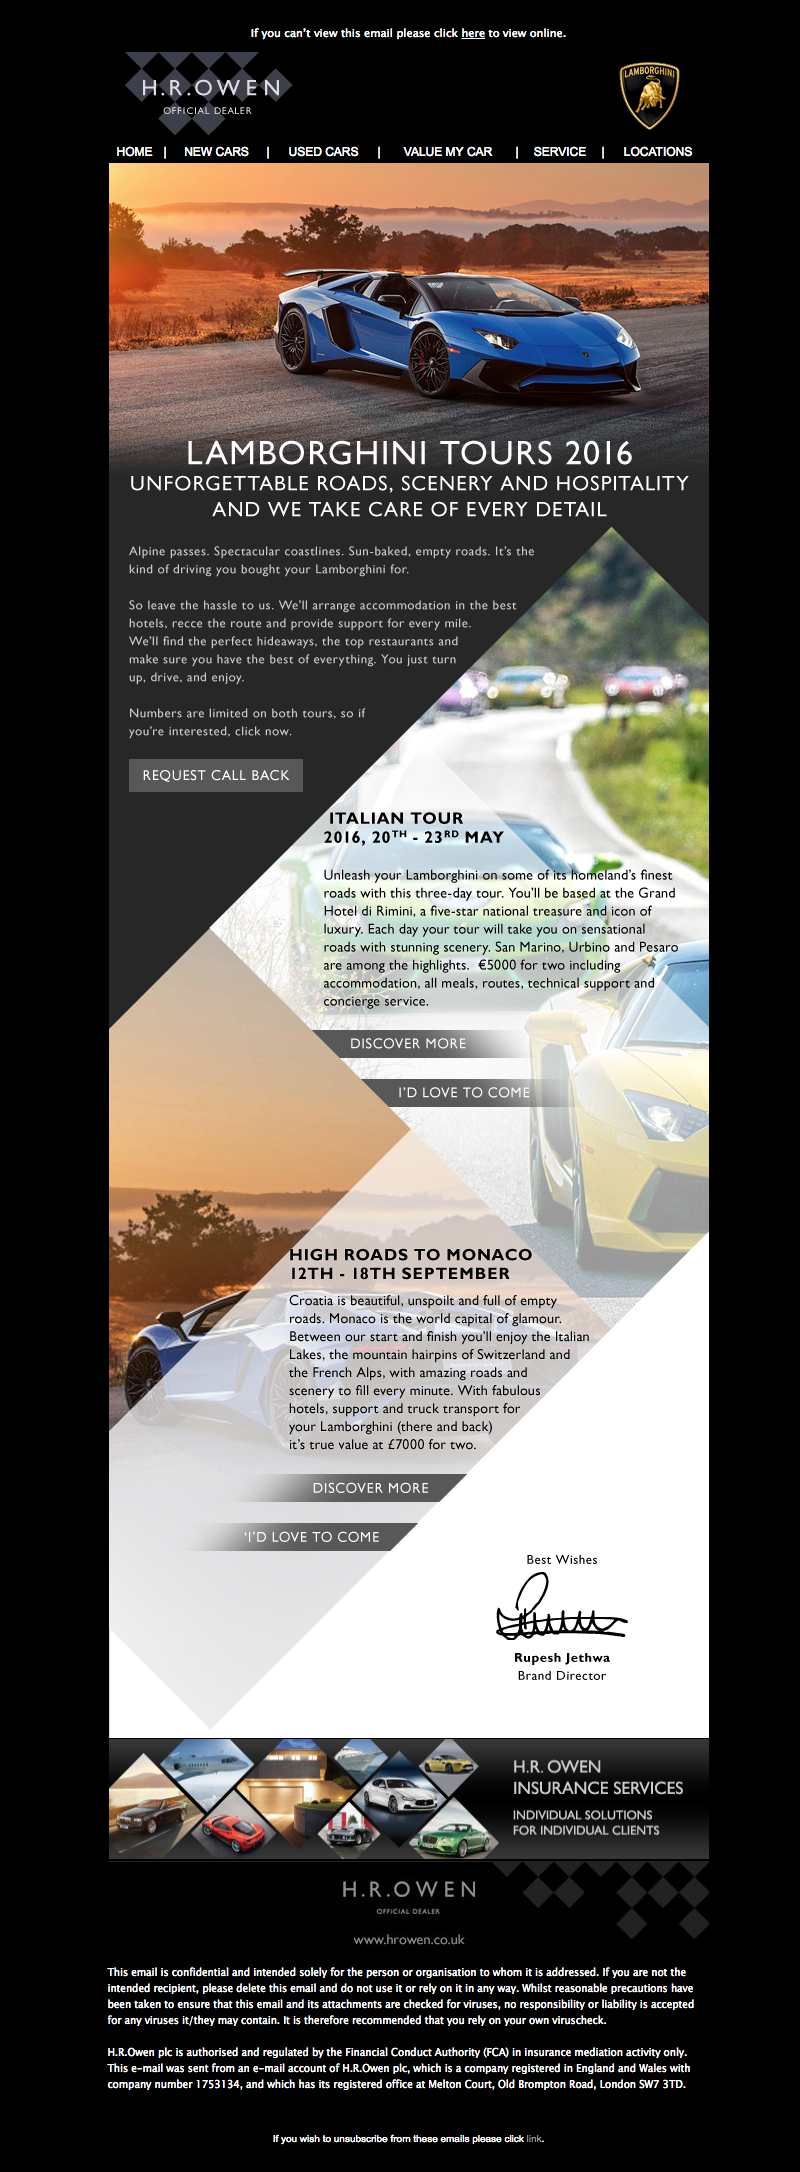 If you can't view this email please click here to view online.
H.R.OWEN
OFFICIAL DEALER
LAMBORGHINI
HOME | NEW CARS | USED CARS | VALUE MY CAR | SERVICE | LOCATIONS
LAMBORGHINI TOURS 2016
UNFORGETTABLE ROADS, SCENERY AND HOSPITALITY
AND WE TAKE CARE OF EVERY DETAIL
Alpine passes. Spectacular coastlines. Sun-baked, empty roads. It's the
kind of driving you bought your Lamborghini for.
So leave the hassle to us. We'll arrange accommodation in the best
hotels, recce the route and provide support for every mile.
We'll find the perfect hideaways, the top restaurants and
make sure you have the best of everything. You just turn
up, drive, and enjoy.
Numbers are limited on both tours, so if
you're interested, click now.
REQUEST CALL BACK
ITALIAN TOUR
2016, 20TH - 23RD MAY
Unleash your Lamborghini on some of its homeland's finest
roads with this three-day tour. You'll be based at the Grand
Hotel di Rimini, a five-star national treasure and icon of
luxury. Each day your tour will take you on sensational
roads with stunning scenery. San Marino, Urbino and Pesaro
are among the highlights. €5000 for two including
accommodation, all meals, routes, technical support and
concierge service.
DISCOVER MORE
I'D LOVE TO COME
HIGH ROADS TO MONACO
12TH - 18TH SEPTEMBER
Croatia is beautiful, unspoilt and full of empty
roads. Monaco is the world capital of glamour.
Between our start and finish you'll enjoy the Italian
Lakes, the mountain hairpins of Switzerland and
the French Alps, with amazing roads and
scenery to fill every minute. With fabulous
hotels, support and truck transport for
your Lamborghini (there and back)
it's true value at £7000 for two.
DISCOVER MORE
'I'D LOVE TO COME
Best Wishes
Rupesh Jethwa
Brand Director
H.R. OWEN
INSURANCE SERVICES
INDIVIDUAL SOLUTIONS
FOR INDIVIDUAL CLIENTS
H.R.OWEN
OFFICIAL DEALER
www.hrowen.co.uk
This email is confidential and intended solely for the person or organisation to whom it is addressed. If you are not the
intended recipient, please delete this email and do not use it or rely on it in any way. Whilst reasonable precautions have
been taken to ensure that this email and its attachments are checked for viruses, no responsibility or liability is accepted
for any viruses it/they may contain. It is therefore recommended that you rely on your own viruscheck.
H.R.Owen plc is authorised and regulated by the Financial Conduct Authority (FCA) in insurance mediation activity only.
This e-mail was sent from an e-mail account of H.R.Owen plc, which is a company registered in England and Wales with
company number 1753134, and which has its registered office at Melton Court, Old Brompton Road, London SW7 3TD.
If you wish to unsubscribe from these emails please click link.